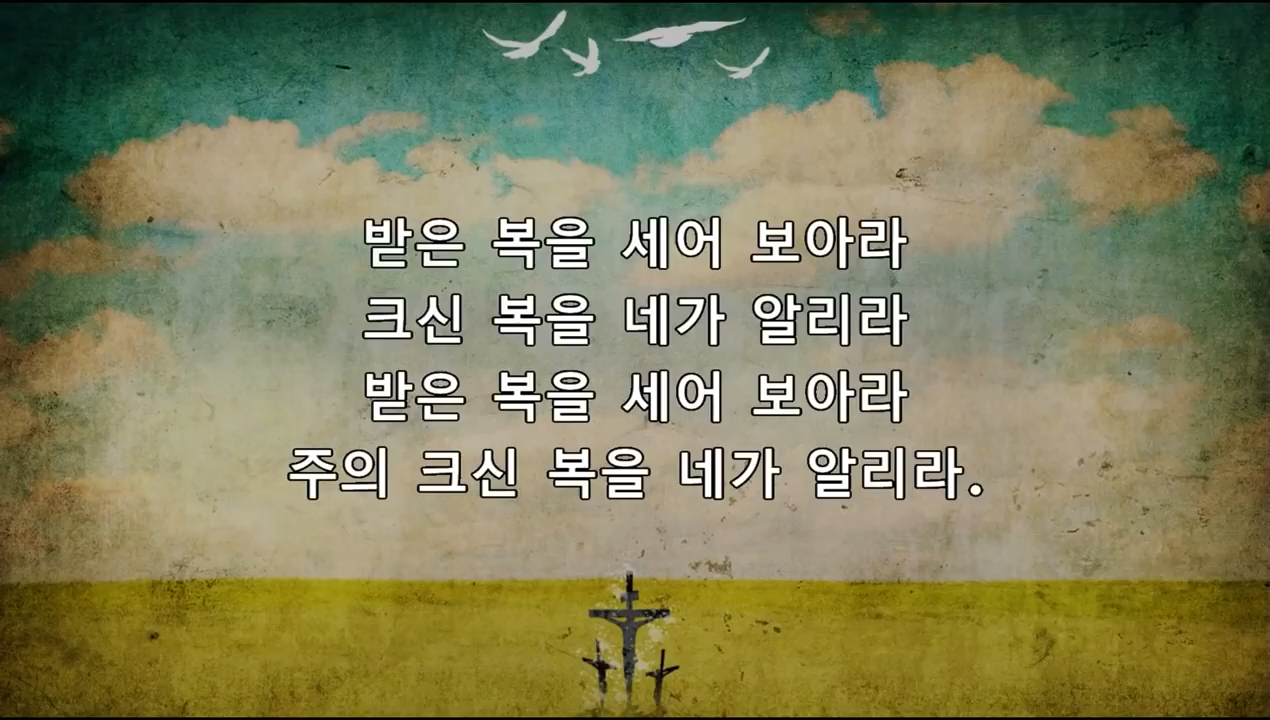 받은 복을 세어 보아라
크신 복을 네가 알리라
받은 복을 세어 보아라
주의 크신 복을 네가 알리라.